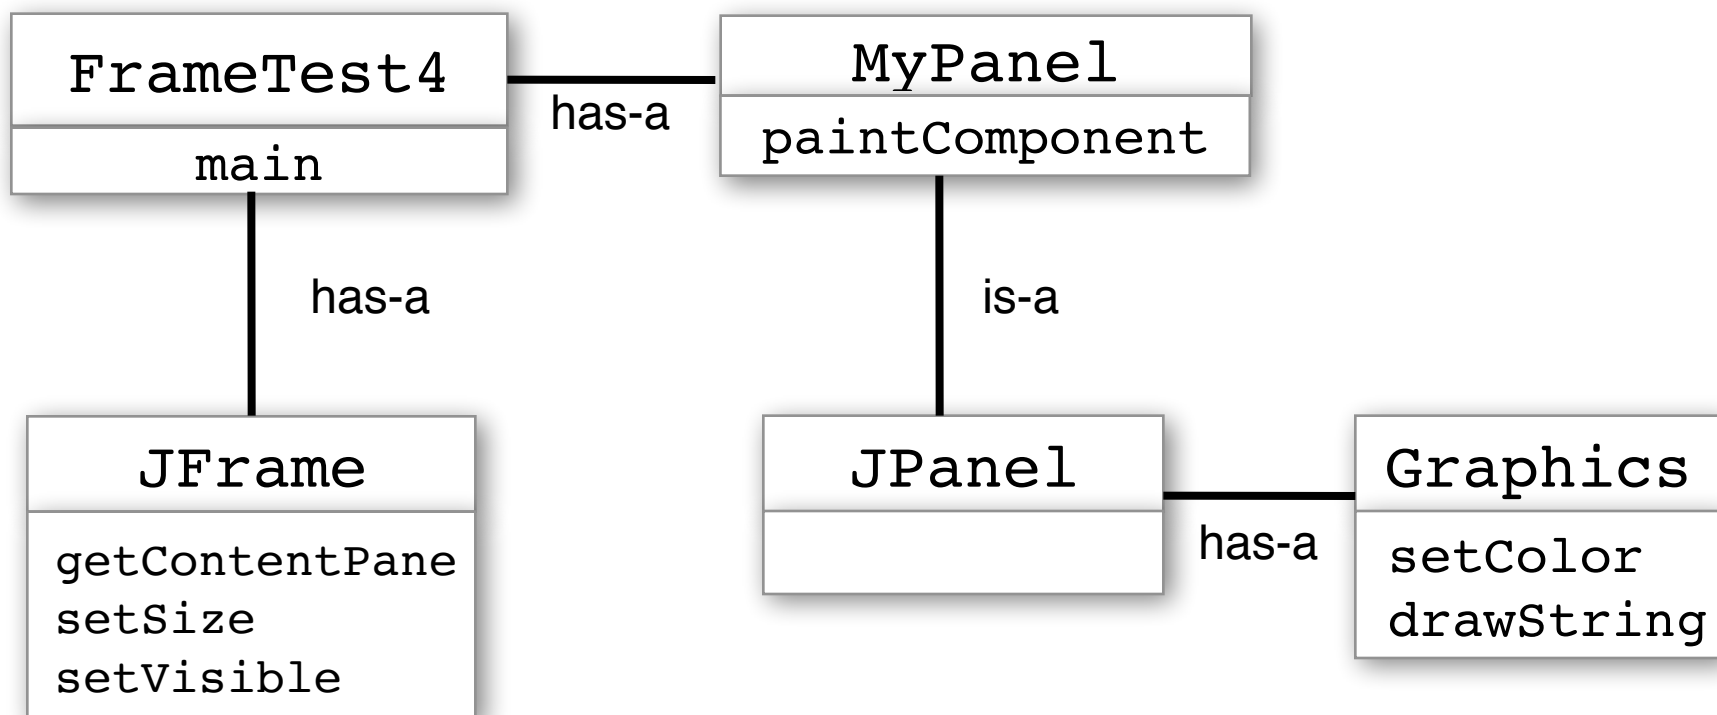 FrameTest4
main
has-a
MyPanel
paintComponent
has-a
is-a
JFrame
getContentPane
setSize
setVisible
JPanel
has-a
Graphics
setColor
drawString